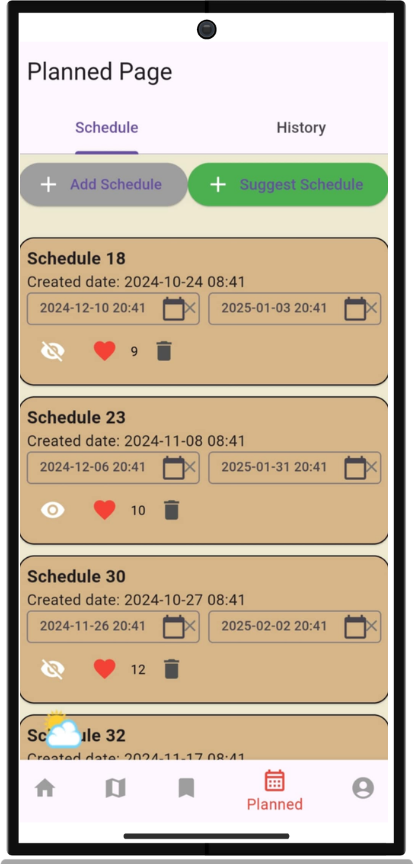 Planned Page
Schedule History
Add Schedule Suggest Schedule
Schedule 18
Created date: 2024-10-24 08:41
2024-12-10 20:41 2025-01-03 20:41
9
Schedule 23
Created date: 2024-11-08 08:41
2024-12-06 20:41 2025-01-31 20:41
10
Schedule 30
Created date: 2024-10-27 08:41
2024-11-26 20:41 2025-02-02 20:41
12
Schedule 32
Created date: 2024-11-17 08:41
Planned